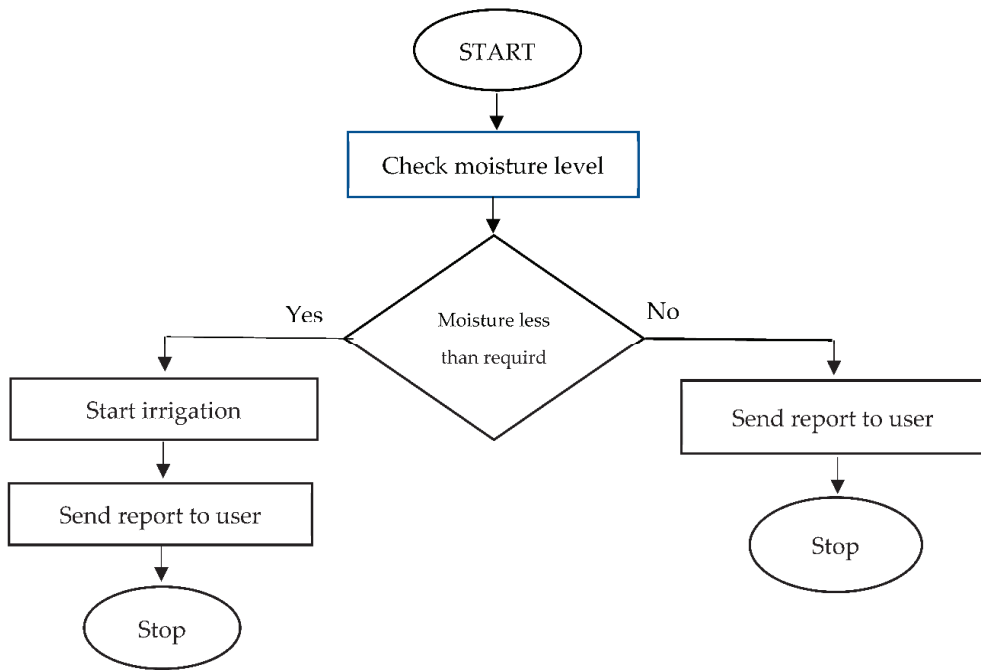 START
Check moisture level
Yes
No
Moisture less
than requird
Start irrigation
Send report to user
Send report to user
Stop
Stop